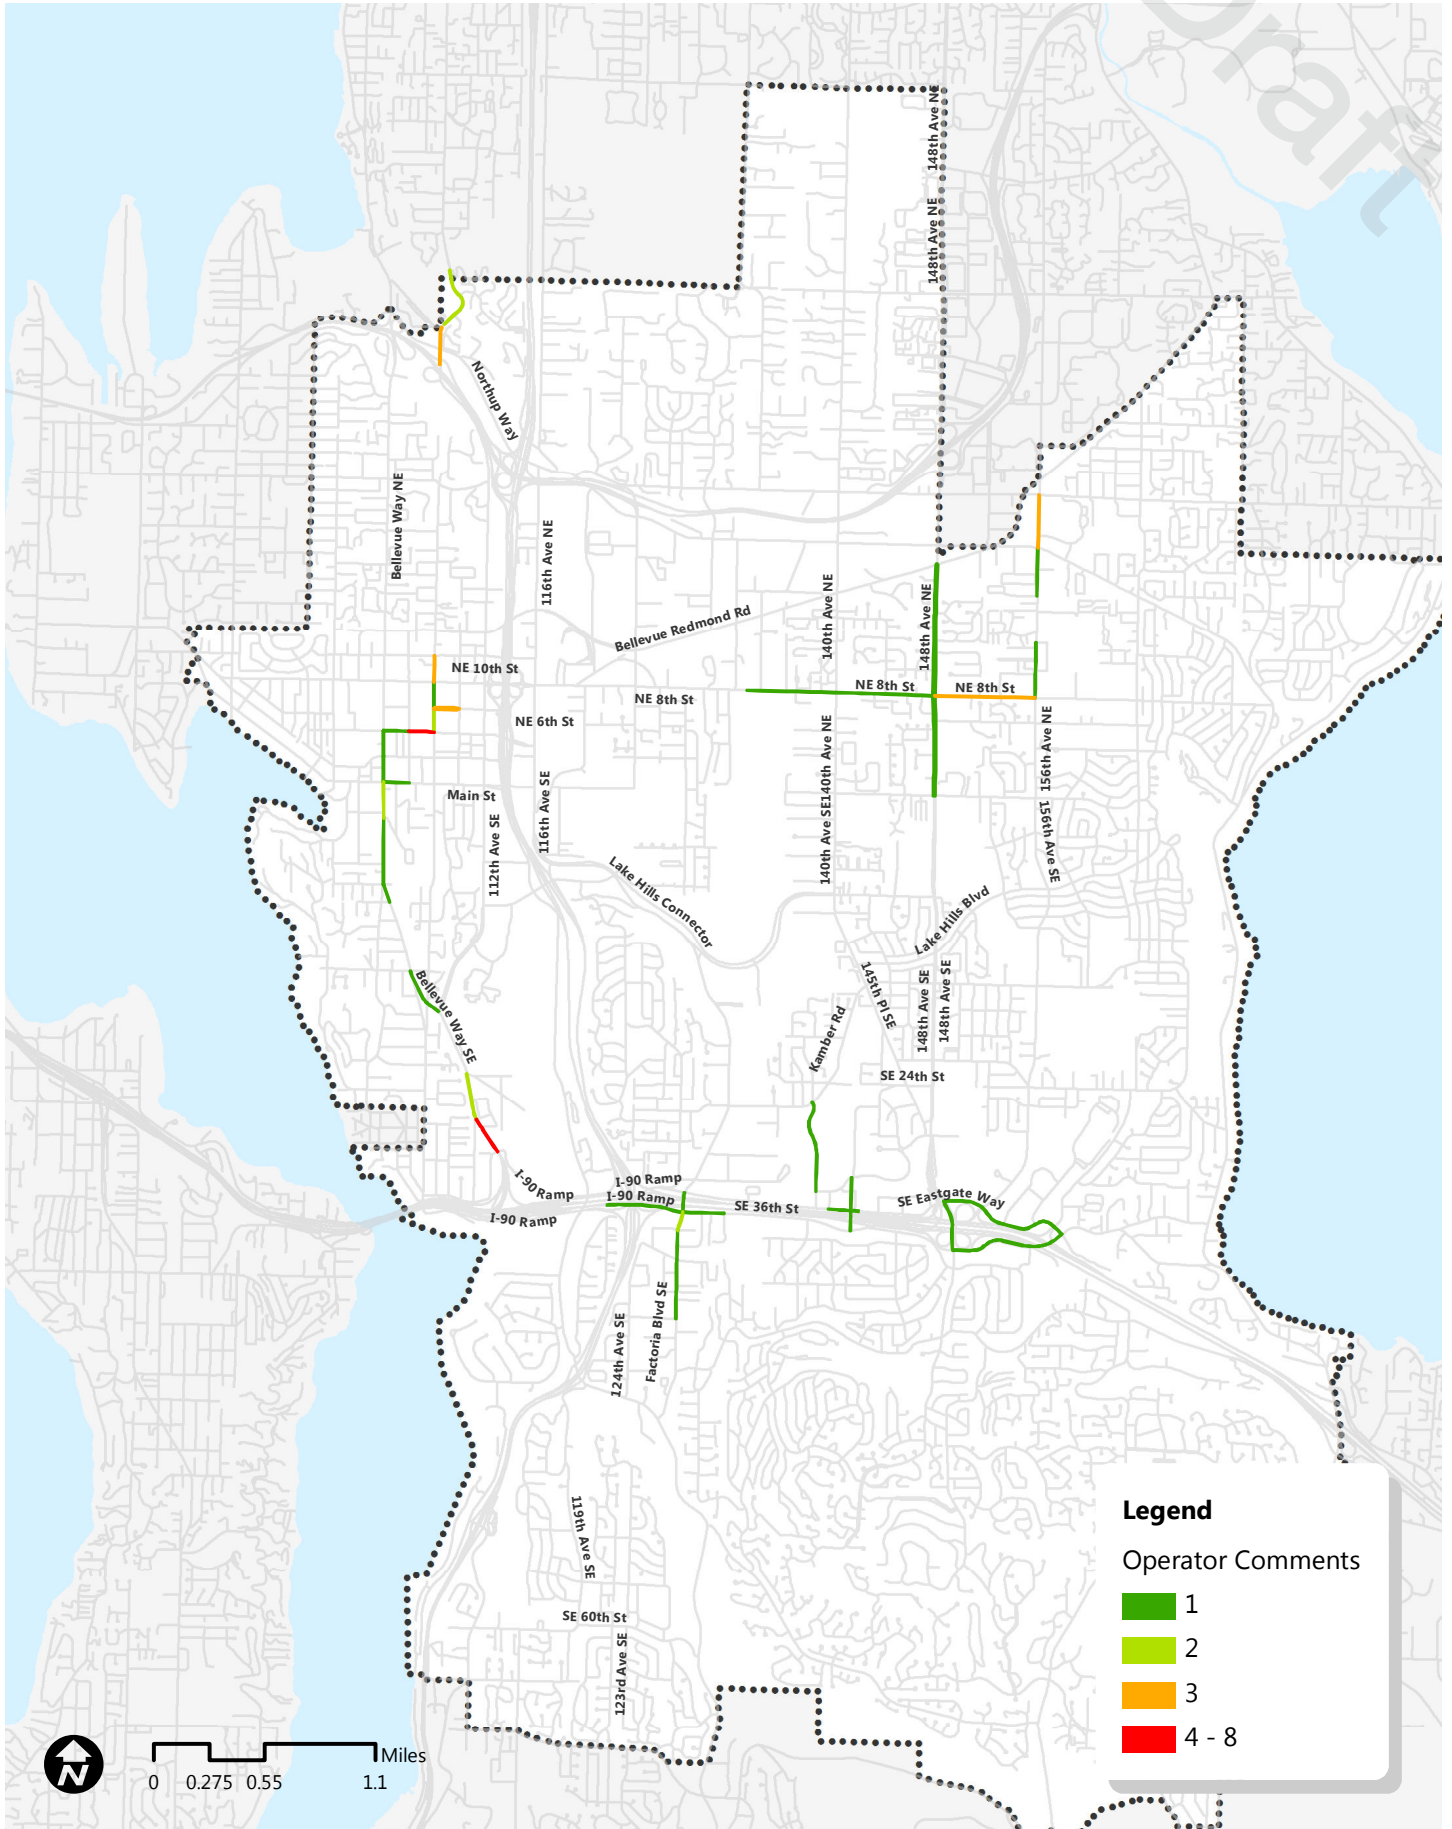 Draft
148th Ave NE
148th Ave NE
Northup Way
Bellevue Way NE
116th Ave NE
Bellevue Redmond Rd
140th Ave NE
148th Ave NE
NE 10th St
NE 8th St
NE 8th St
NE 8th St
NE 6th St
140th Ave NE
156th Ave NE
Main St
116th Ave SE
112th Ave SE
140th Ave SE
156th Ave SE
Lake Hills Connector
Lake Hills Blvd
Bellevue Way SE
145th Pl SE
148th Ave SE
148th Ave SE
Kamber Rd
SE 24th St
I-90 Ramp
I-90 Ramp
I-90 Ramp
I-90 Ramp
SE 36th St
SE Eastgate Way
124th Ave SE
Factoria Blvd SE
119th Ave SE
SE 60th St
123rd Ave SE
Legend
Operator Comments
1
2
3
4 - 8
N
Miles
0 0.275 0.55 1.1